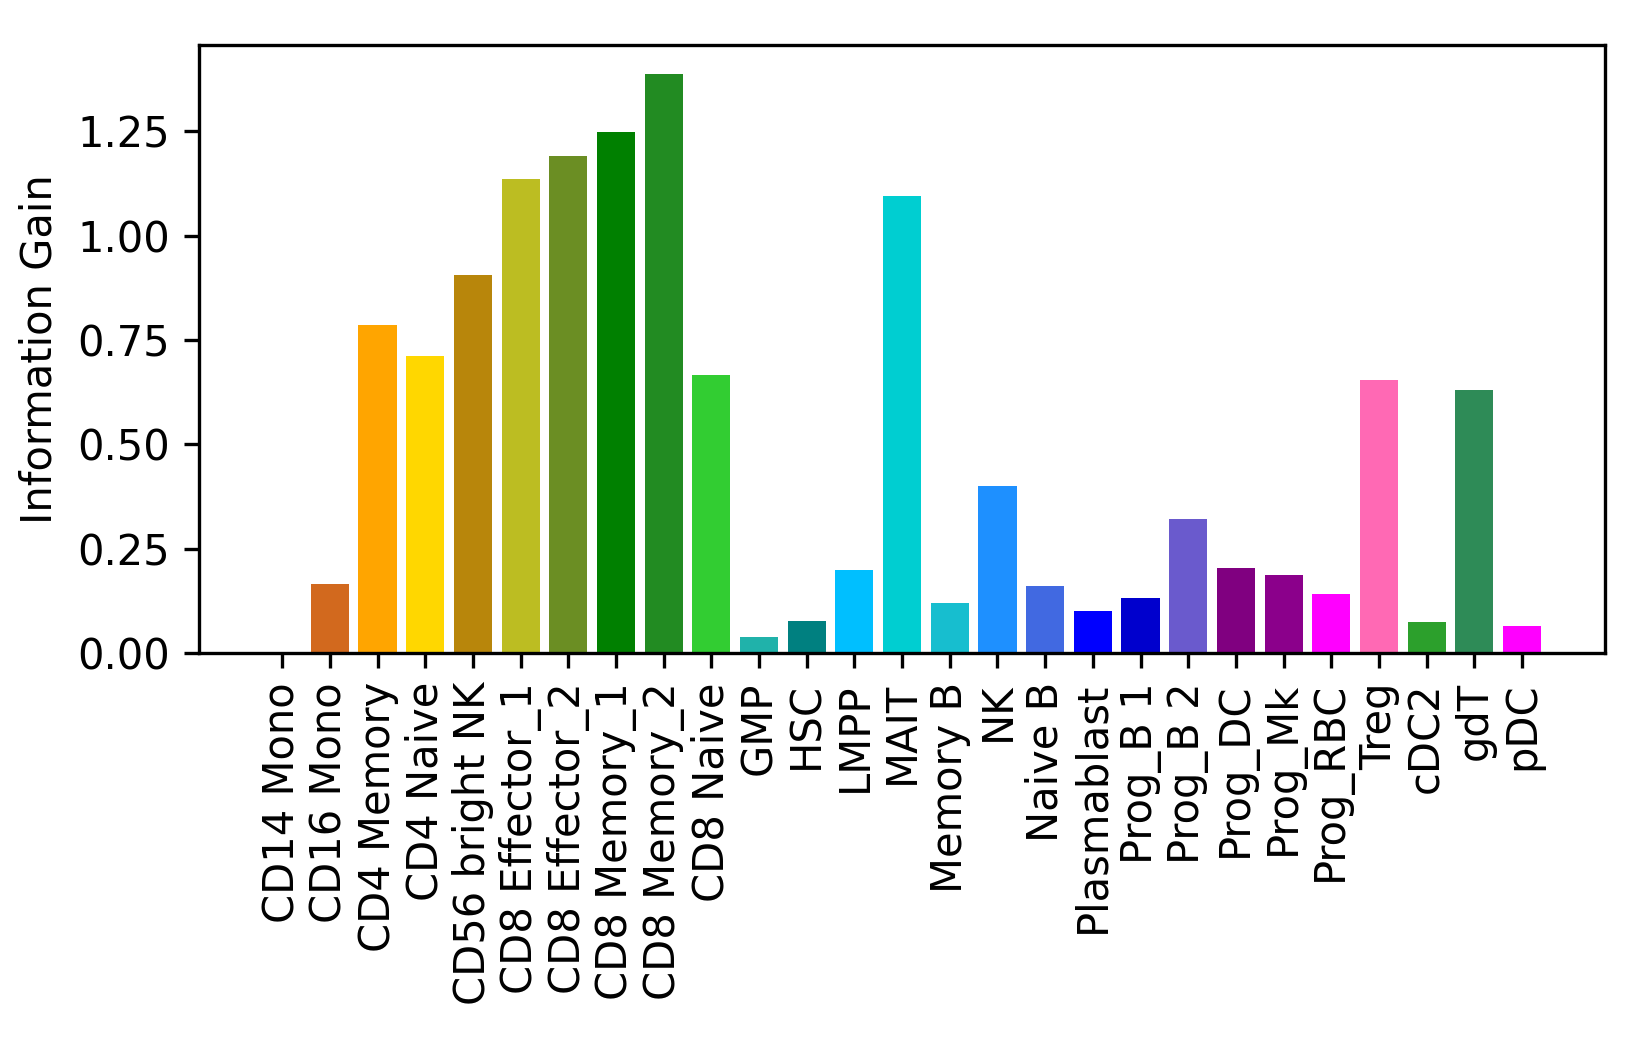 Information Gain
1.25
1.00
0.75
0.50
0.25
0.00
CD14 Mono
CD16 Mono
CD4 Memory
CD4 Naive
CD56 bright NK
CD8 Effector_1
CD8 Effector_2
CD8 Memory_1
CD8 Memory_2
CD8 Naive
GMP
HSC
LMPP
MAIT
Memory B
NK
Naive B
Plasmablast
Prog_B 1
Prog_B 2
Prog_DC
Prog_Mk
Prog_RBC
Treg
cDC2
gdT
pDC